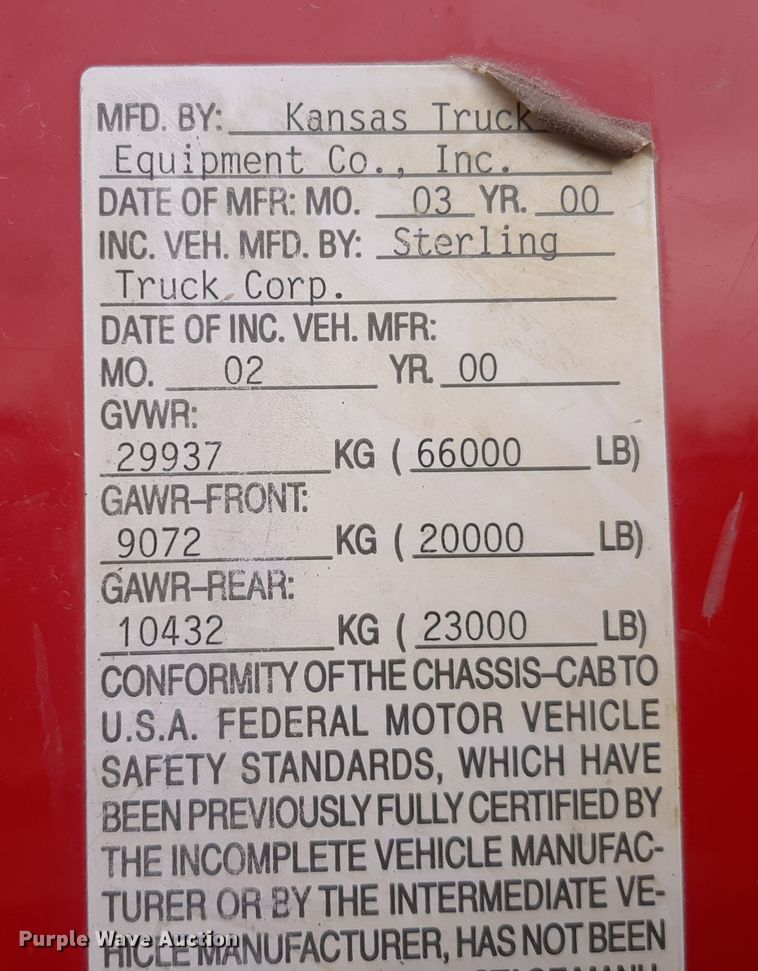 MFD. BY: Kansas Truck
Equipment Co., Inc.
DATE OF MFR: MO. 03 YR. 00
INC. VEH. MFD. BY: Sterling
Truck Corp.
DATE OF INC. VEH. MFR:
MO. 02 YR. 00
GVWR:
29937 KG ( 66000 LB)
GAWR-FRONT:
9072 KG ( 20000 LB)
GAWR-REAR:
10432 KG ( 23000 LB)
CONFORMITY OF THE CHASSIS-CAB TO
U.S.A. FEDERAL MOTOR VEHICLE
SAFETY STANDARDS, WHICH HAVE
BEEN PREVIOUSLY FULLY CERTIFIED BY
THE INCOMPLETE VEHICLE MANUFAC-
TURER OR BY THE INTERMEDIATE VE-
HICLE MANUFACTURER, HAS NOT BEEN
Purple Wave Auction